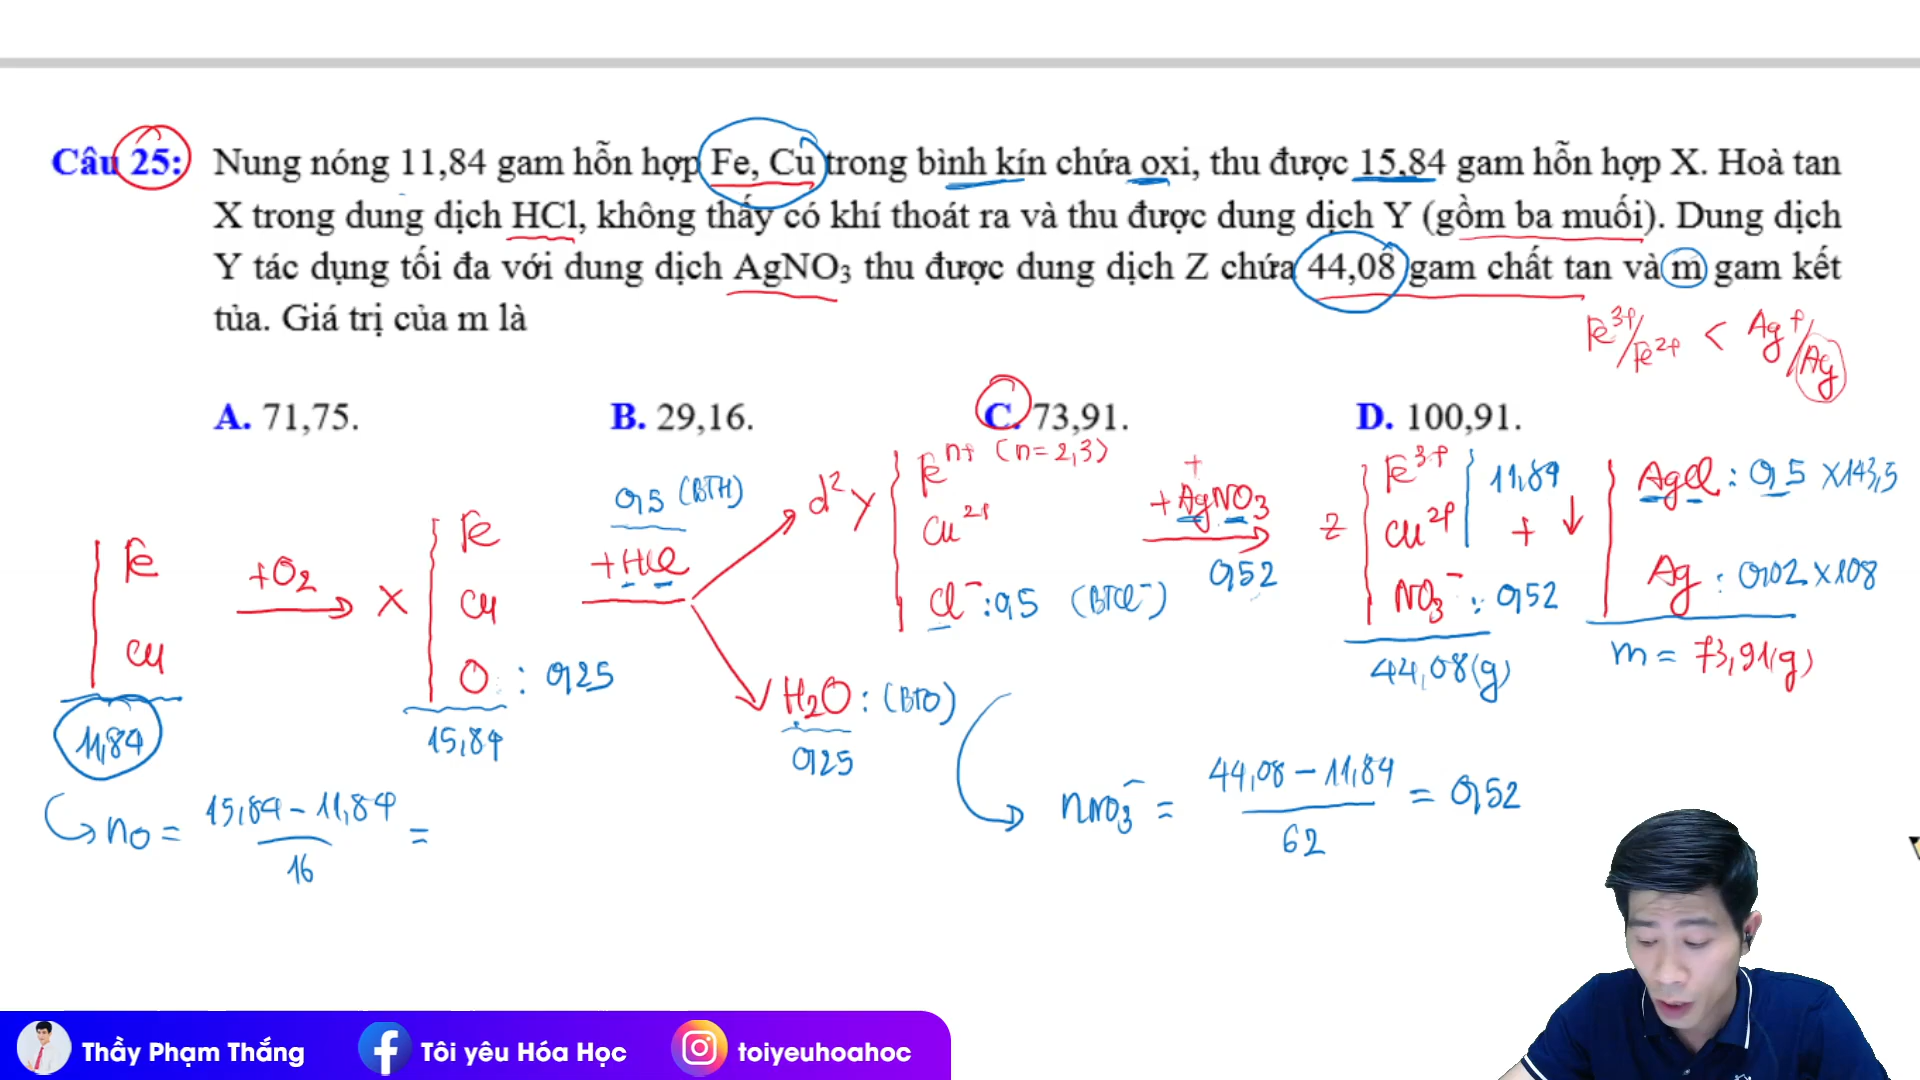 Câu 25: Nung nóng 11,84 gam hỗn hợp Fe, Cu trong bình kín chứa oxi, thu được 15,84 gam hỗn hợp X. Hoà tan
X trong dung dịch HCl, không thấy có khí thoát ra và thu được dung dịch Y (gồm ba muối). Dung dịch
Y tác dụng tối đa với dung dịch AgNO₃ thu được dung dịch Z chứa 44,08 gam chất tan và m gam kết
tủa. Giá trị của m là
Fe³⁺/Fe²⁺ < Ag⁺/Ag
A. 71,75. B. 29,16. C. 73,91. D. 100,91.
Fe
Cu
11,84
+O₂
X
Fe
Cu
O : 0,25
15,84
0,5 (BTH)
+HCl
d² Y
Feⁿ⁺ (n=2,3)
Cu²⁺
Cl⁻ : 0,5 (BTCl⁻)
H₂O : (BTO)
0,25
+
+AgNO₃
0,52
Z
Fe³⁺
Cu²⁺
11,84
NO₃⁻ : 0,52
44,08(g)
+ ↓
AgCl : 0,5 ×143,5
Ag : 0,02 ×108
m = 73,91(g)
nO = 15,84 − 11,84 / 16 =
nNO₃⁻ = 44,08 − 11,84 / 62 = 0,52
Thầy Phạm Thắng
Tôi yêu Hóa Học
toiyeuhoahoc